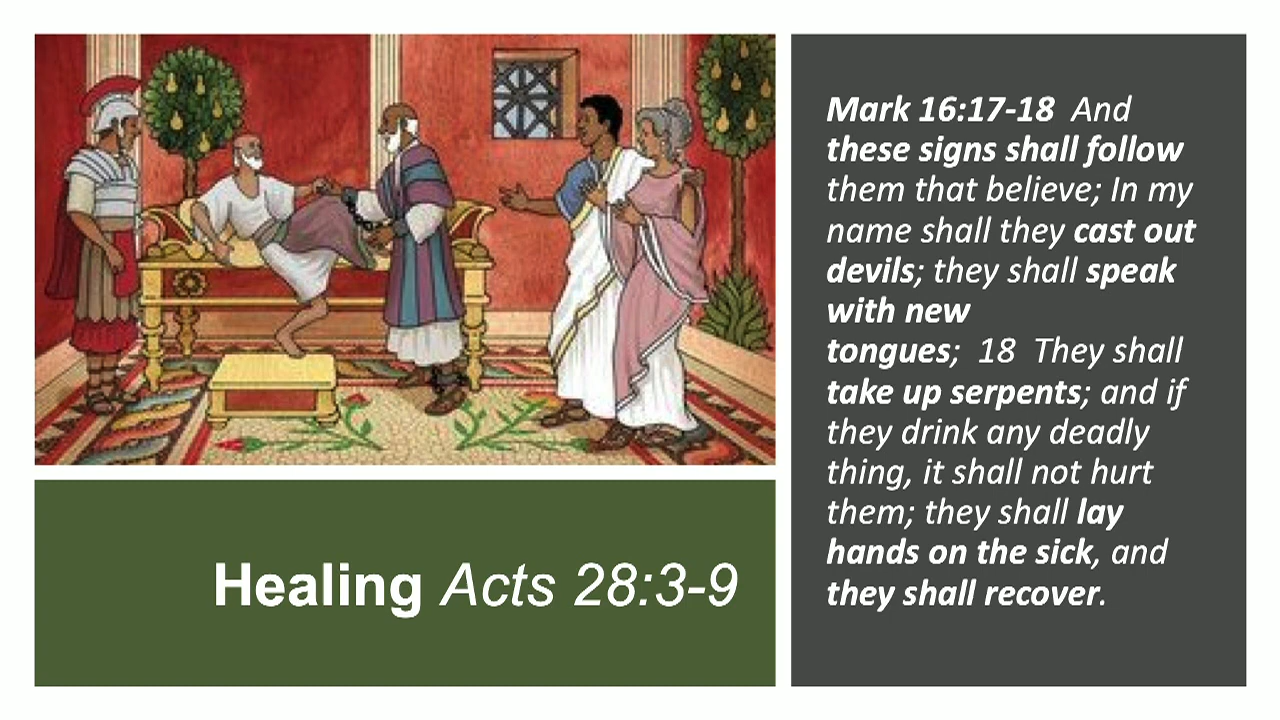 Healing Acts 28:3-9
Mark 16:17-18 And
these signs shall follow
them that believe; In my
name shall they cast out
devils; they shall speak
with new
tongues; 18 They shall
take up serpents; and if
they drink any deadly
thing, it shall not hurt
them; they shall lay
hands on the sick, and
they shall recover.